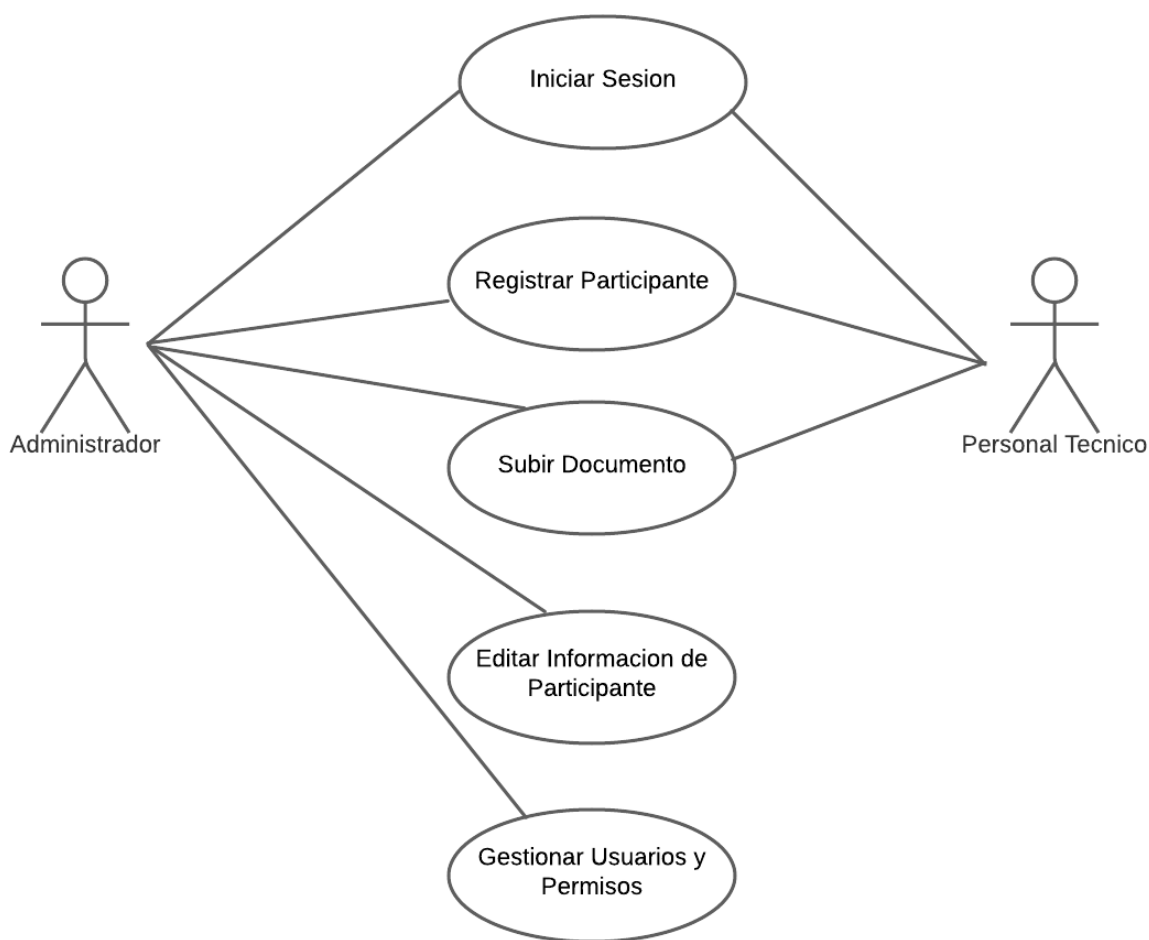 Iniciar Sesion
Registrar Participante
Administrador
Personal Tecnico
Subir Documento
Editar Informacion de
Participante
Gestionar Usuarios y
Permisos